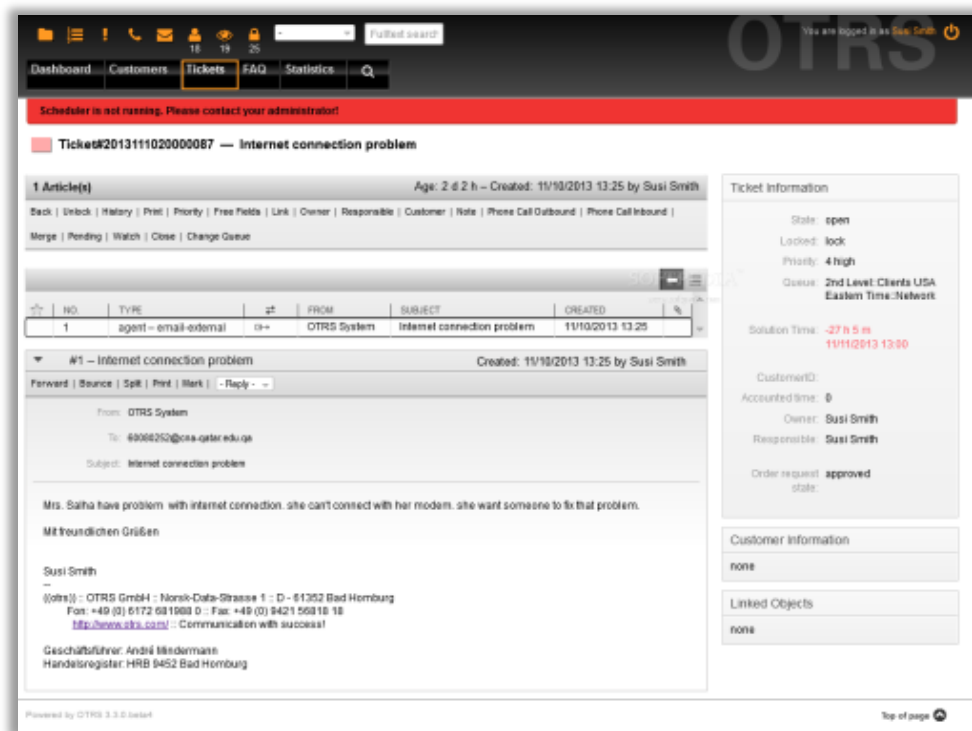 OTRS
You are logged in as Susi Smith
18 19 25
- Fulltext search
Dashboard Customers Tickets FAQ Statistics
Scheduler is not running. Please contact your administrator!
Ticket#2013111020000087 — Internet connection problem
1 Article(s) Age: 2 d 2 h – Created: 11/10/2013 13:25 by Susi Smith
Back | Unlock | History | Print | Priority | Free Fields | Link | Owner | Responsible | Customer | Note | Phone Call Outbound | Phone Call Inbound |
Merge | Pending | Watch | Close | Change Queue
NO. TYPE FROM SUBJECT CREATED
1 agent – email-external OTRS System Internet connection problem 11/10/2013 13:25
#1 – Internet connection problem Created: 11/10/2013 13:25 by Susi Smith
Forward | Bounce | Split | Print | Mark | - Reply -
From: OTRS System
To: 60080252@cna-qatar.edu.qa
Subject: Internet connection problem
Mrs. Salha have problem with internet connection. she can't connect with her modem. she want someone to fix that problem.
Mit freundlichen Grüßen
Susi Smith
--
((otrs)) :: OTRS GmbH :: Norsk-Data-Strasse 1 :: D - 61352 Bad Homburg
Fon: +49 (0) 6172 681988 0 :: Fax: +49 (0) 9421 56818 18
http://www.otrs.com/ :: Communication with success!
Geschäftsführer: André Mindermann
Handelsregister: HRB 9452 Bad Homburg
Ticket Information
State: open
Locked: lock
Priority: 4 high
Queue: 2nd Level::Clients USA
Eastern Time::Network
Solution Time: -27 h 5 m
11/11/2013 13:00
CustomerID:
Accounted time: 0
Owner: Susi Smith
Responsible: Susi Smith
Order request approved
state:
Customer Information
none
Linked Objects
none
Powered by OTRS 3.3.0.beta4
Top of page